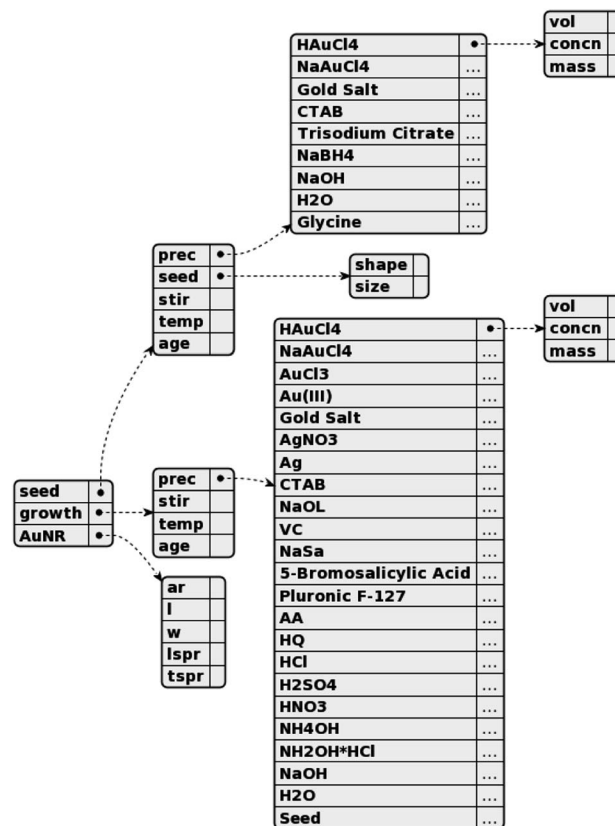 vol
concn
mass
HAuCl4
NaAuCl4 ...
Gold Salt ...
CTAB ...
Trisodium Citrate ...
NaBH4 ...
NaOH ...
H2O ...
Glycine ...
prec
seed
stir
temp
age
shape
size
vol
concn
mass
HAuCl4
NaAuCl4 ...
AuCl3 ...
Au(III) ...
Gold Salt ...
AgNO3 ...
Ag ...
CTAB ...
NaOL ...
VC ...
NaSa ...
5-Bromosalicylic Acid ...
Pluronic F-127 ...
AA ...
HQ ...
HCl ...
H2SO4 ...
HNO3 ...
NH4OH ...
NH2OH*HCl ...
NaOH ...
H2O ...
Seed ...
seed
growth
AuNR
prec
stir
temp
age
ar
l
w
lspr
tspr